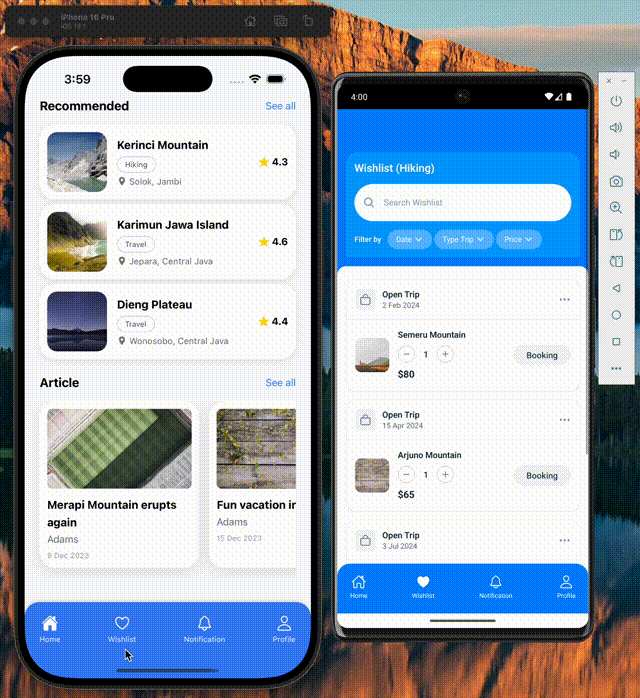 iPhone 16 Pro
iOS 18.1
3:59
Recommended
See all
Kerinci Mountain
Hiking
Solok, Jambi
4.3
Karimun Jawa Island
Travel
Jepara, Central Java
4.6
Dieng Plateau
Travel
Wonosobo, Central Java
4.4
Article
See all
Merapi Mountain erupts
again
Adams
9 Dec 2023
Fun vacation in
Adams
15 Dec 2023
Home
Wishlist
Notification
Profile
4:00
Wishlist (Hiking)
Search Wishlist
Filter by
Date
Type Trip
Price
Open Trip
2 Feb 2024
Semeru Mountain
1
$80
Booking
Open Trip
15 Apr 2024
Arjuno Mountain
1
$65
Booking
Open Trip
3 Jul 2024
Home
Wishlist
Notification
Profile